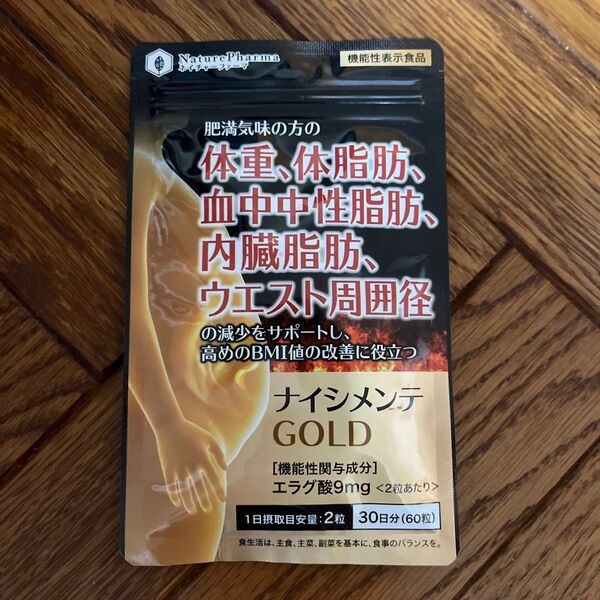 NaturePharma
ネイチャーファーマ
機能性表示食品
肥満気味の方の
体重、体脂肪、
血中中性脂肪、
内臓脂肪、
ウエスト周囲径
の減少をサポートし、
高めのBMI値の改善に役立つ
ナイシメンテ
GOLD
[機能性関与成分]
エラグ酸9mg <2粒あたり>
1日摂取目安量:2粒 30日分(60粒)
食生活は、主食、主菜、副菜を基本に、食事のバランスを。